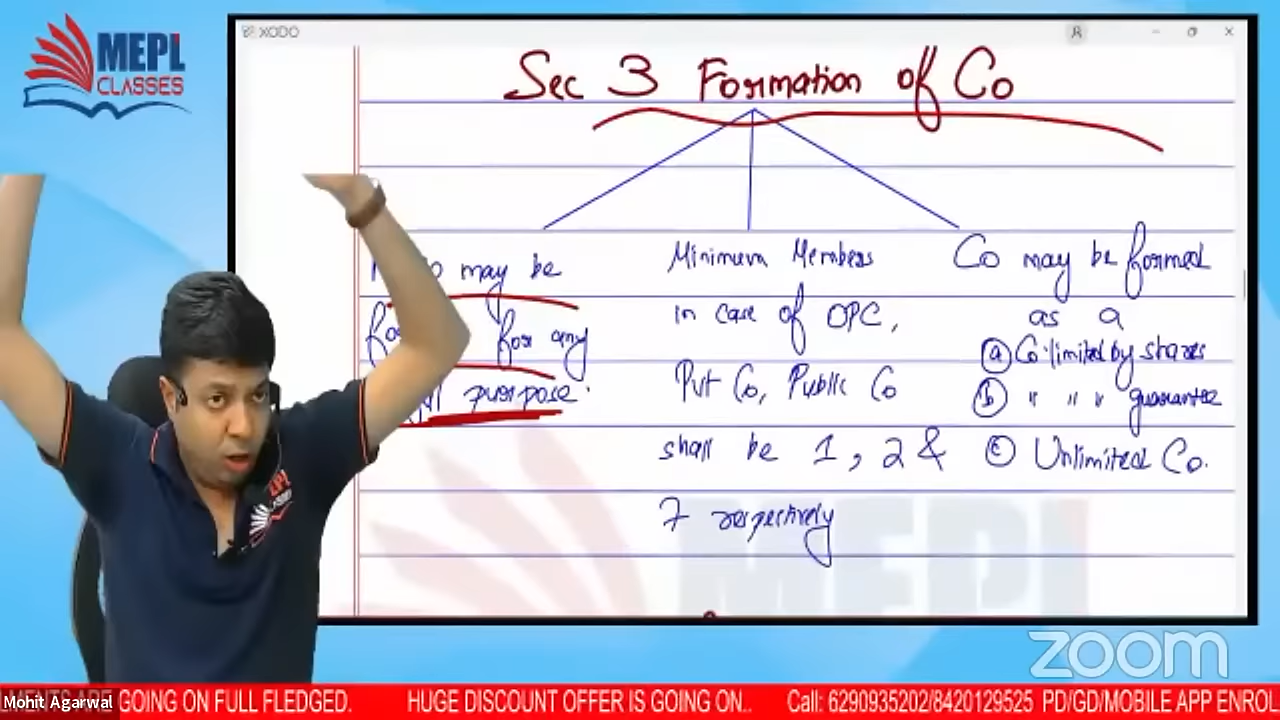 MEPL
CLASSES
XODO
Sec 3 Formation of Co
may be
for any
purpose.
Minimum Members
in case of OPC,
Pvt Co, Public Co
shall be 1, 2 &
7 respectively
Co may be formed
as a
(a) Co. limited by shares
(b) " " " guarantee
(c) Unlimited Co.
MEPL
zoom
Mohit Agarwal
LMENTS ARE GOING ON FULL FLEDGED. HUGE DISCOUNT OFFER IS GOING ON.. Call: 6290935202/8420129525 PD/GD/MOBILE APP ENROL